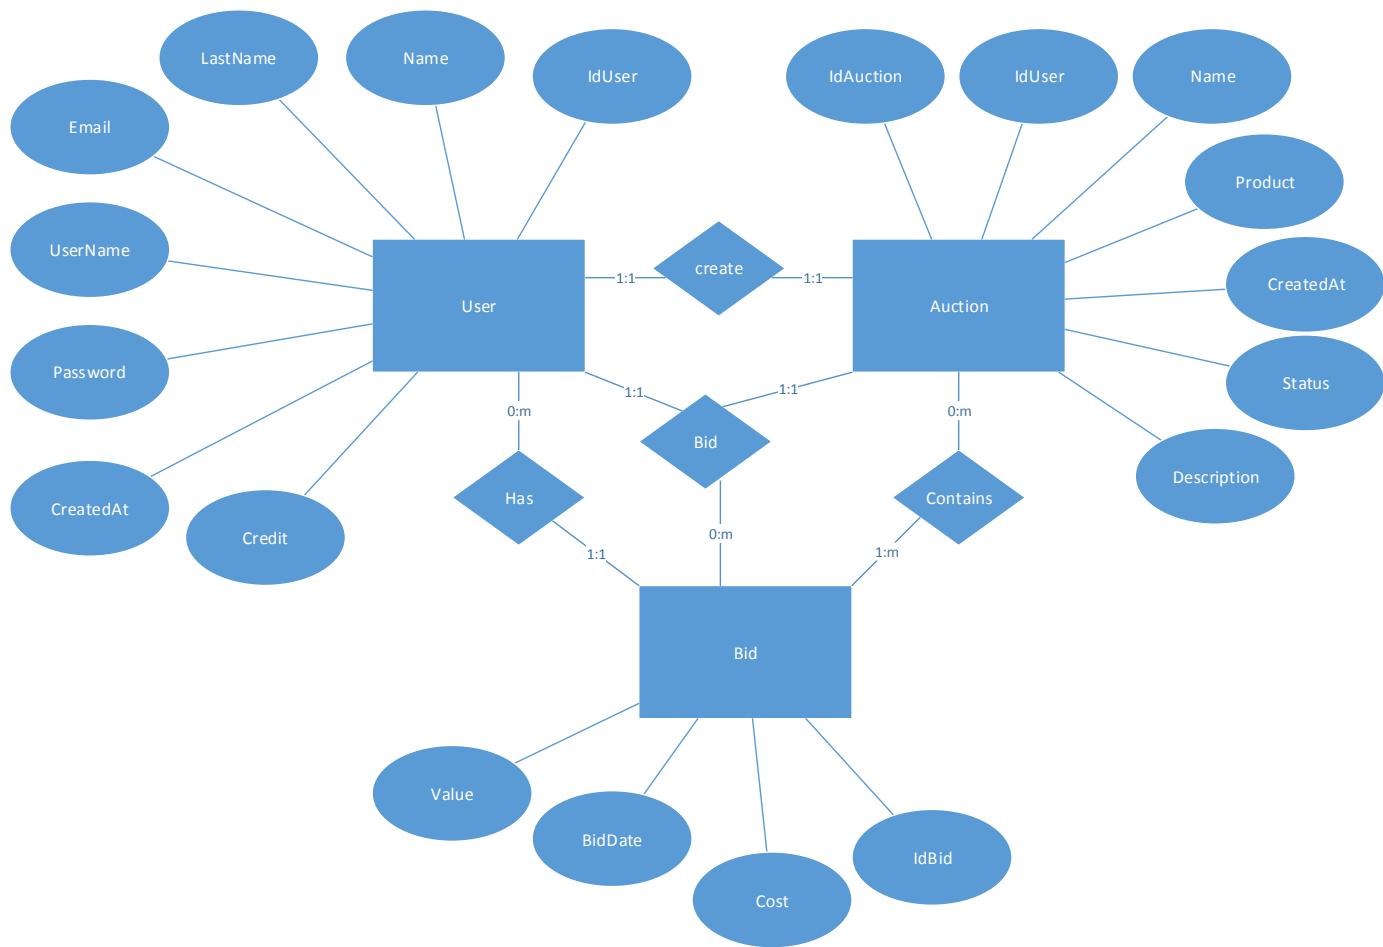 LastName
Name
IdUser
IdAuction
IdUser
Name
Email
Product
UserName
CreatedAt
create
1:1
1:1
User
Auction
Password
Status
1:1
1:1
0:m
0:m
Bid
Description
Has
Contains
CreatedAt
Credit
0:m
1:1
1:m
Bid
Value
BidDate
IdBid
Cost